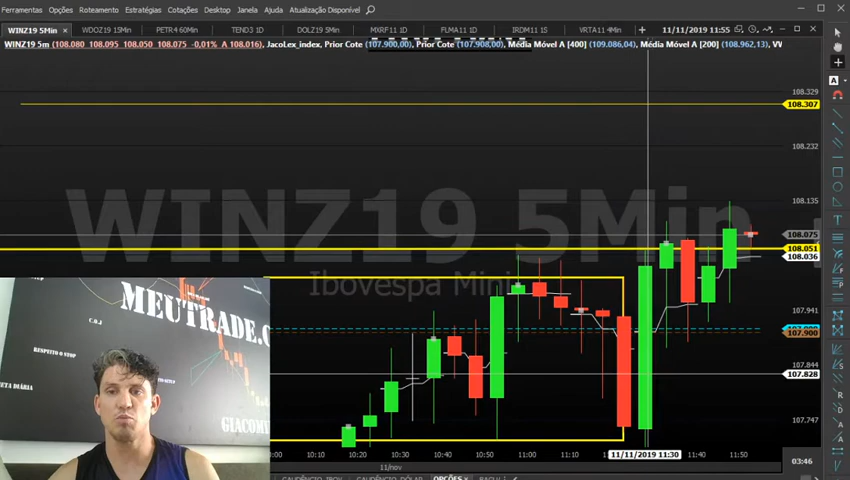 Ferramentas Opções Roteamento Estratégias Cotações Desktop Janela Ajuda Atualização Disponível
WINZ19 5Min × WDOZ19 15Min PETR4 60Min TEND3 1D DOLZ19 5Min MXRF11 1D FLMA11 1D IRDM11 1S VRTA11 4Min + 11/11/2019 11:55
WINZ19 5m (108.080, 108.095, 108.050, 108.075, -0,01% A 108.016), JacoLex_index, Prior Cote (107.900,00), Prior Cote (107.908,00), Média Móvel A [400] (109.086,04), Média Móvel A [200] (108.962,13), VV
108.329
108.307
108.232
108.135
WINZ19 5Min
108.075
108.051
108.036
Ibovespa Mini
107.941
107.900
107.844
107.828
107.747
MEUTRADE.C
C.O.I
RESPEITO O STOP
ETA DIÁRIA
GIACOM
10:10 10:20 10:30 10:40 10:50 11:00 11:10 11/11/2019 11:30 11:40 11:50
11/nov
03:46
OPÇÕES